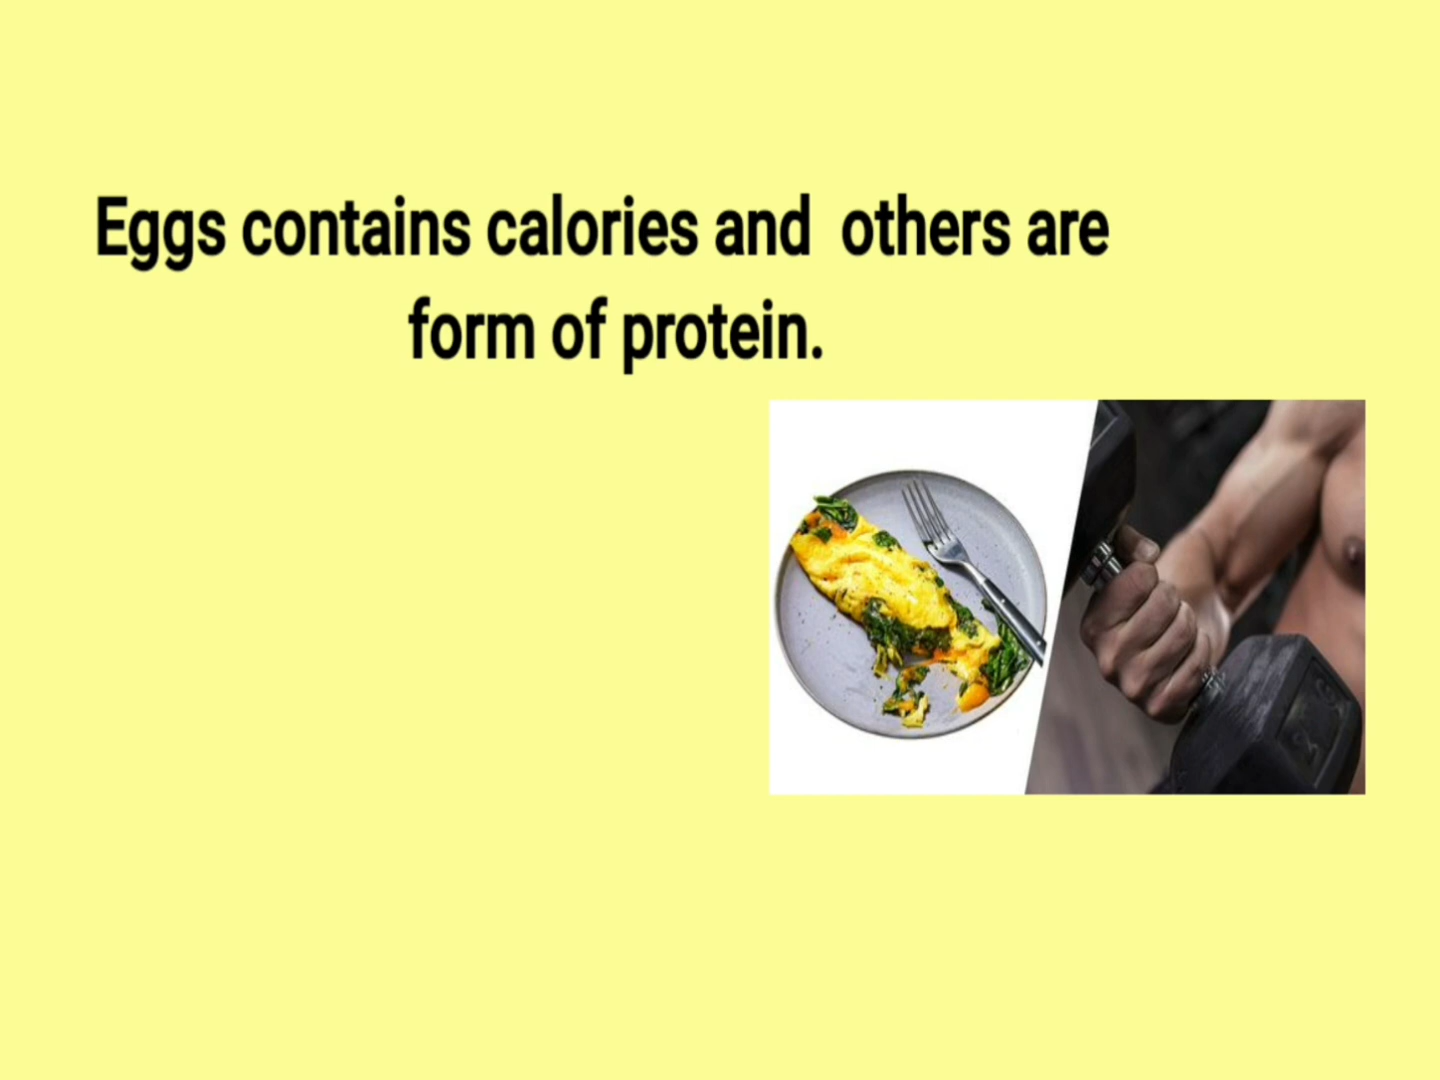 Eggs contains calories and  others are
form of protein.